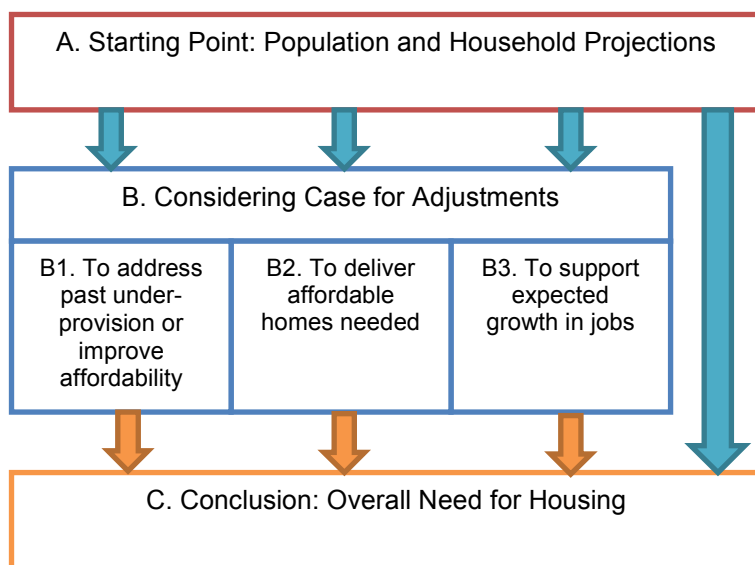 A. Starting Point: Population and Household Projections
B. Considering Case for Adjustments
B1. To address
past under-
provision or
improve
affordability
B2. To deliver
affordable
homes needed
B3. To support
expected
growth in jobs
C. Conclusion: Overall Need for Housing